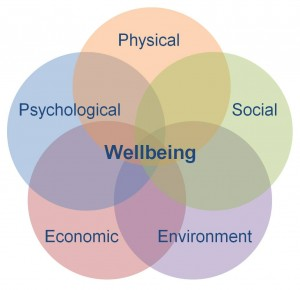 Physical
Psychological
Social
Wellbeing
Economic
Environment